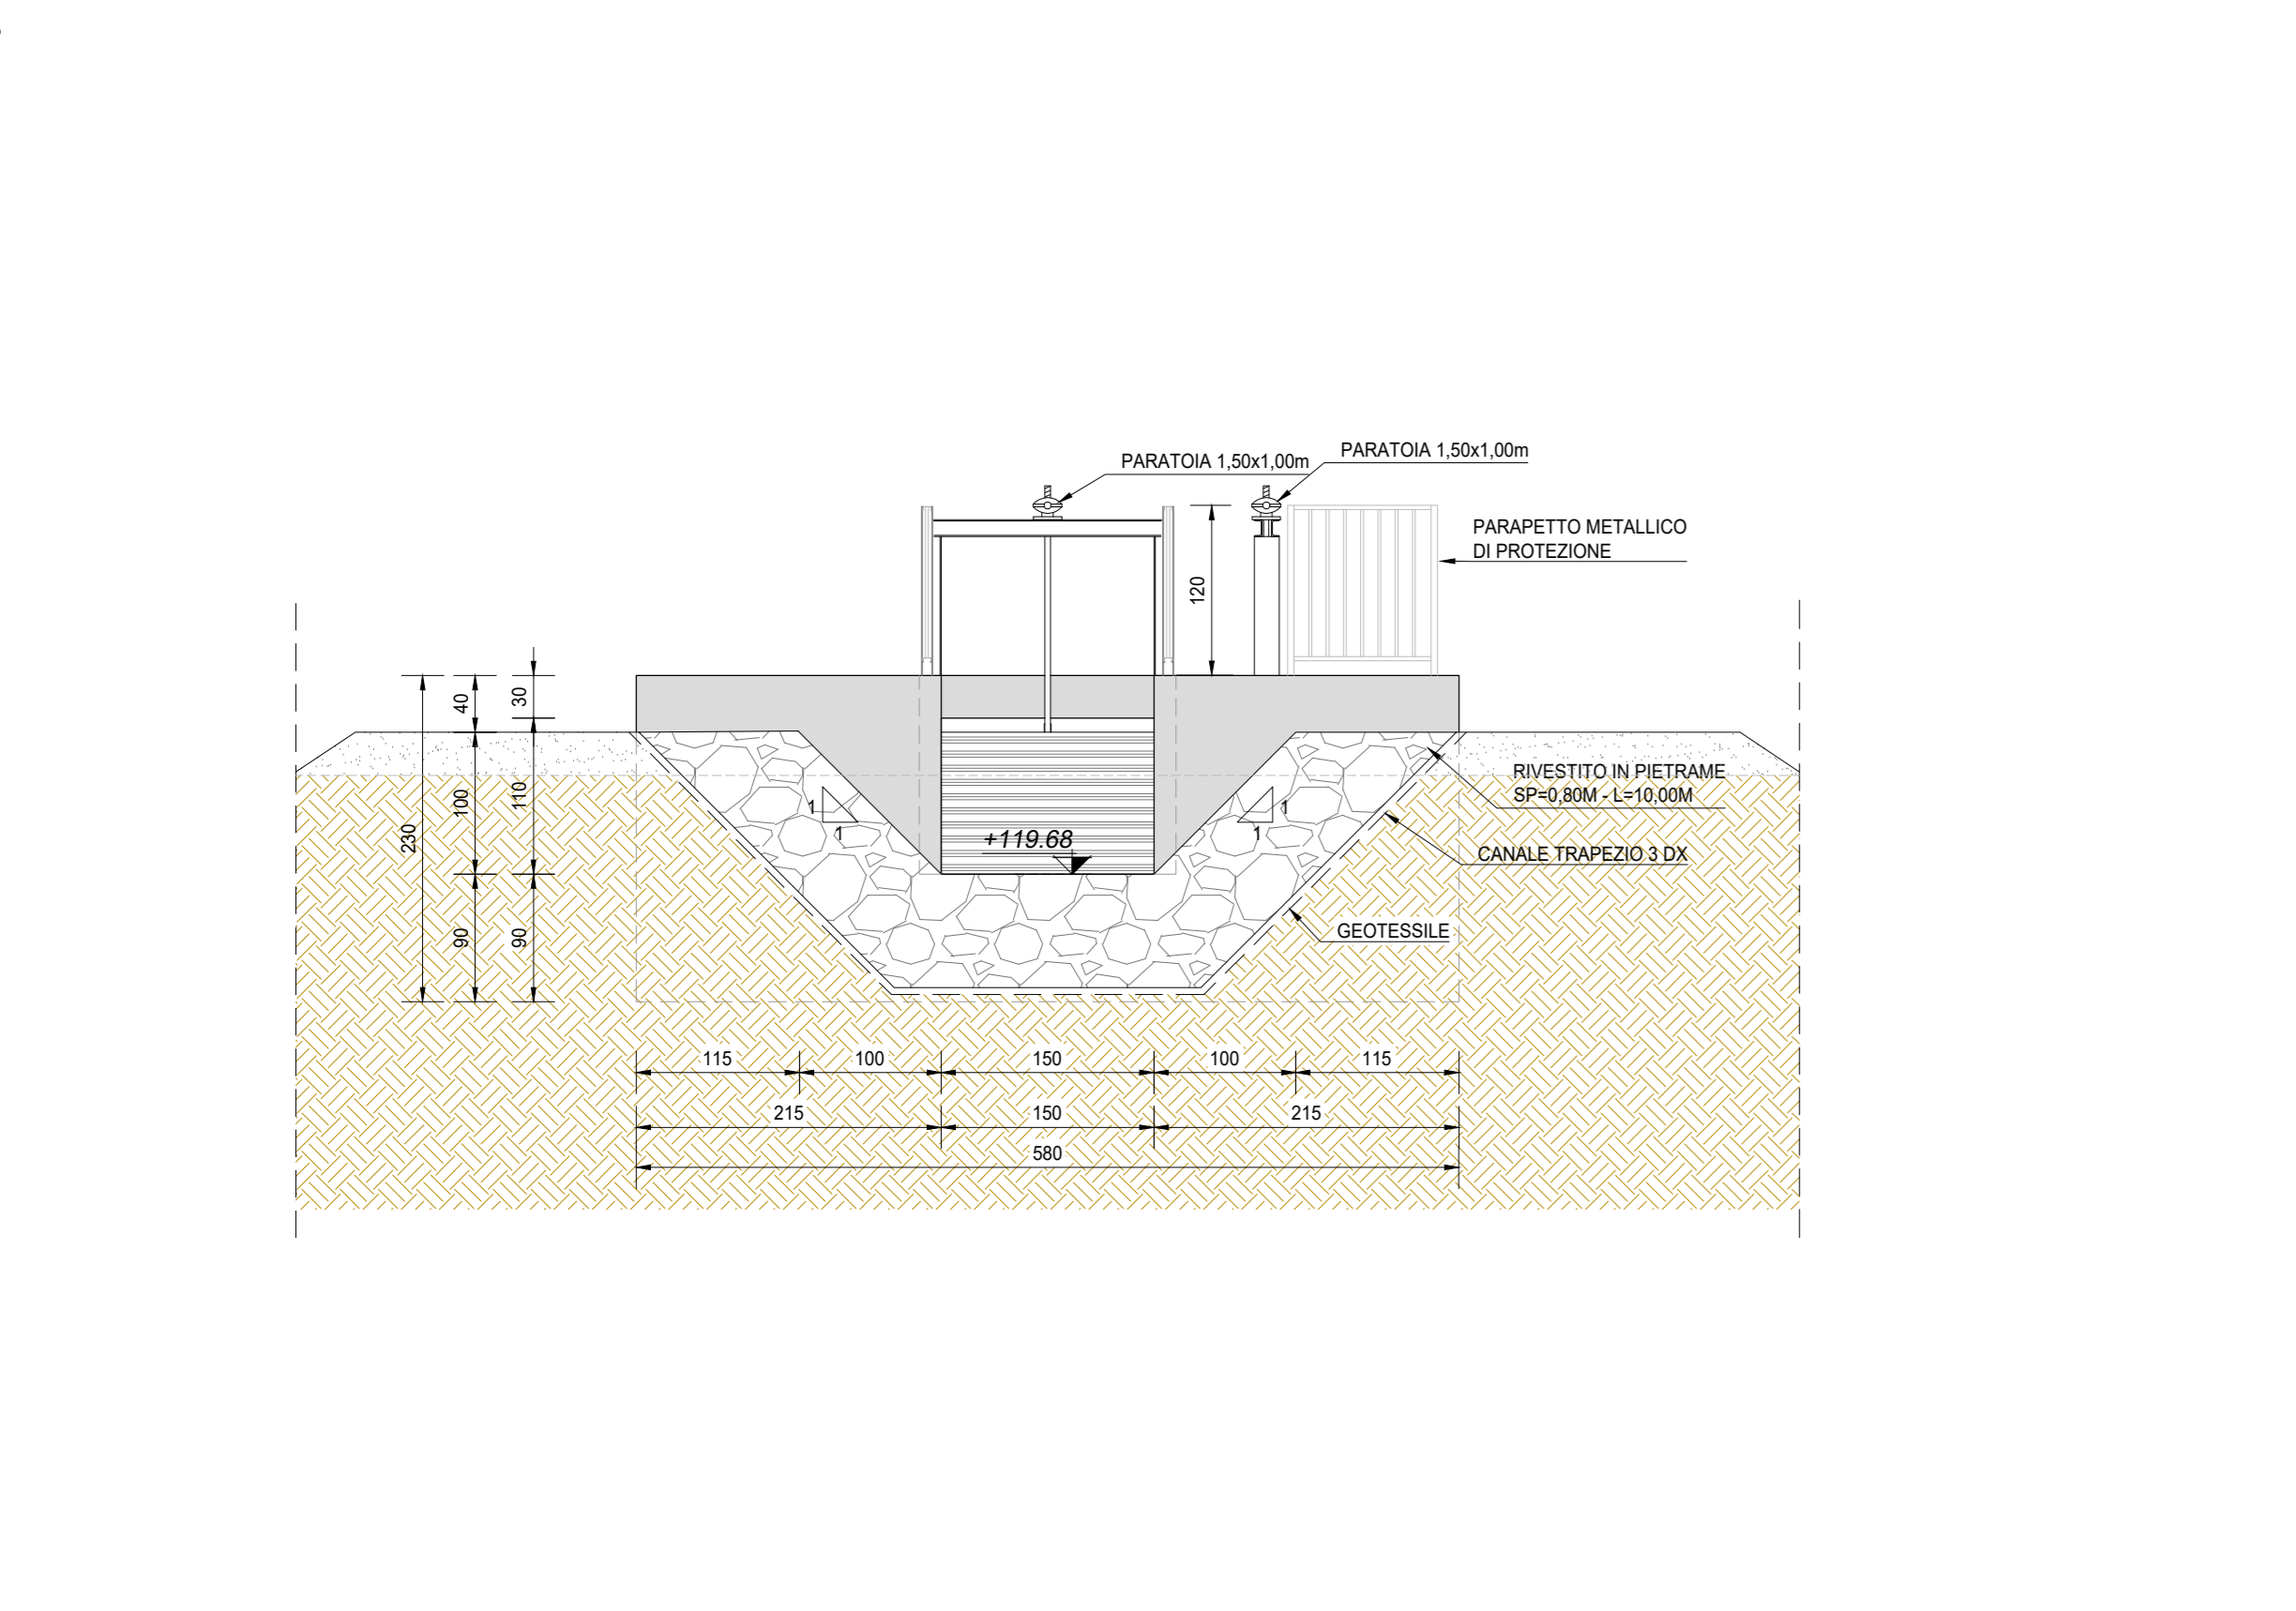 PARATOIA 1,50x1,00m
PARATOIA 1,50x1,00m
PARAPETTO METALLICO
DI PROTEZIONE
120
40
30
100
110
230
90
90
1
1
1
1
+119.68
RIVESTITO IN PIETRAME
SP=0,80M - L=10,00M
CANALE TRAPEZIO 3 DX
GEOTESSILE
115
100
150
100
115
215
150
215
580